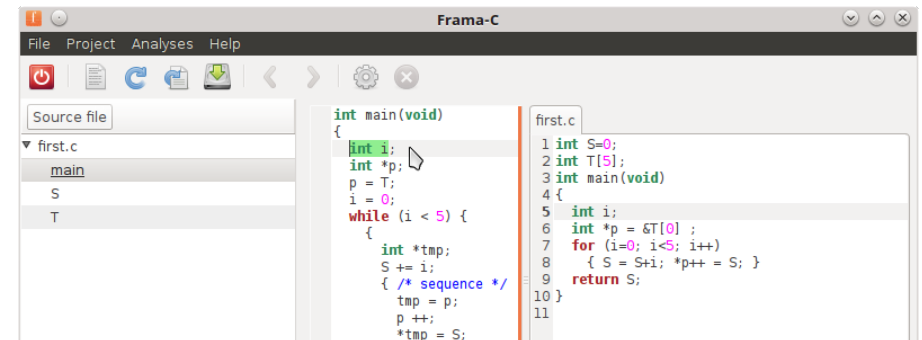 Frama-C
File Project Analyses Help
Source file
first.c
main
S
T
int main(void)
{
int i;
int *p;
p = T;
i = 0;
while (i < 5) {
{
int *tmp;
S += i;
{ /* sequence */
tmp = p;
p ++;
*tmp = S;
first.c
1 int S=0;
2 int T[5];
3 int main(void)
4 {
5 int i;
6 int *p = &T[0] ;
7 for (i=0; i<5; i++)
8 { S = S+i; *p++ = S; }
9 return S;
10 }
11